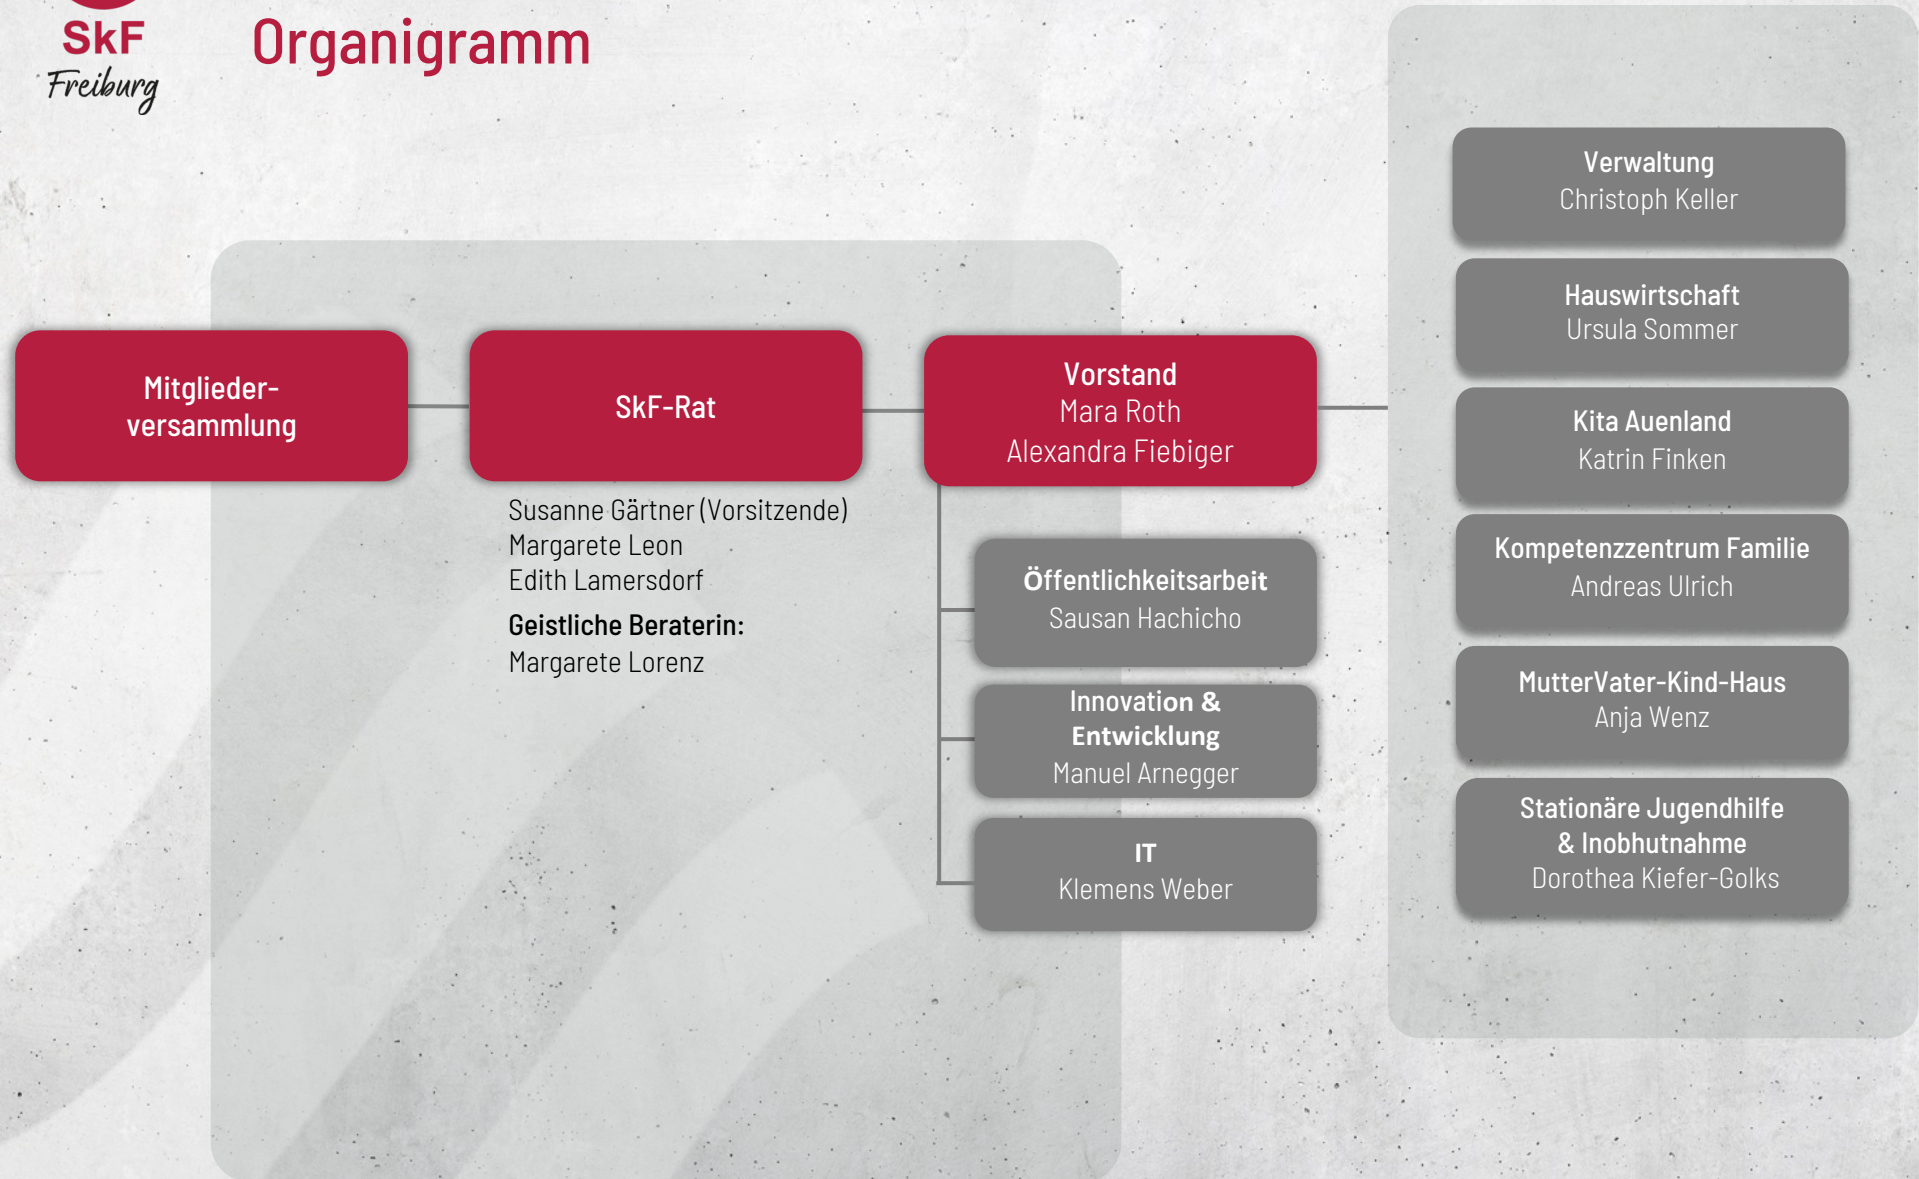 SkF
Freiburg
Organigramm
Mitglieder-
versammlung
SkF-Rat
Susanne Gärtner (Vorsitzende)
Margarete Leon
Edith Lamersdorf
Geistliche Beraterin:
Margarete Lorenz
Vorstand
Mara Roth
Alexandra Fiebiger
Öffentlichkeitsarbeit
Sausan Hachicho
Innovation &
Entwicklung
Manuel Arnegger
IT
Klemens Weber
Verwaltung
Christoph Keller
Hauswirtschaft
Ursula Sommer
Kita Auenland
Katrin Finken
Kompetenzzentrum Familie
Andreas Ulrich
MutterVater-Kind-Haus
Anja Wenz
Stationäre Jugendhilfe
& Inobhutnahme
Dorothea Kiefer-Golks